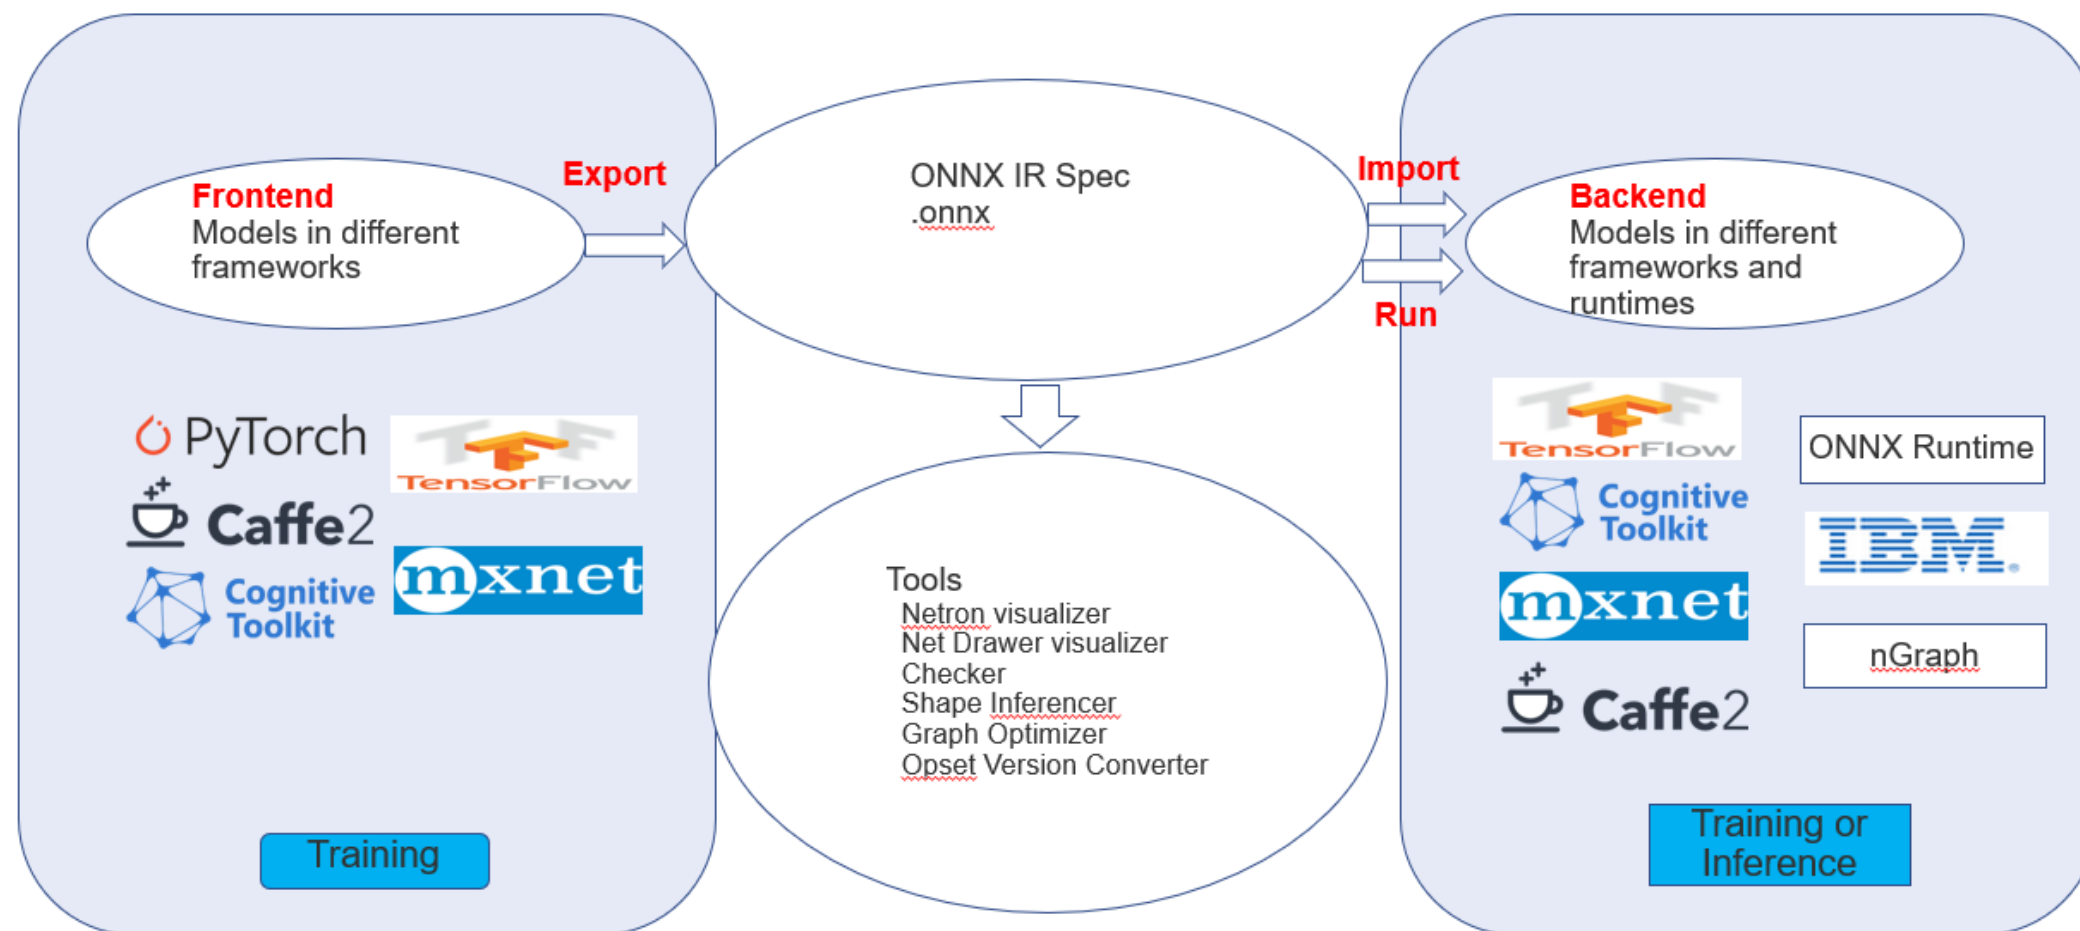 Frontend
Models in different
frameworks
Export
PyTorch
TensorFlow
Caffe2
mxnet
Cognitive
Toolkit
Training
ONNX IR Spec
.onnx
Tools
Netron visualizer
Net Drawer visualizer
Checker
Shape Inferencer
Graph Optimizer
Opset Version Converter
Import
Run
Backend
Models in different
frameworks and
runtimes
TensorFlow
ONNX Runtime
Cognitive
Toolkit
IBM.
mxnet
nGraph
Caffe2
Training or
Inference